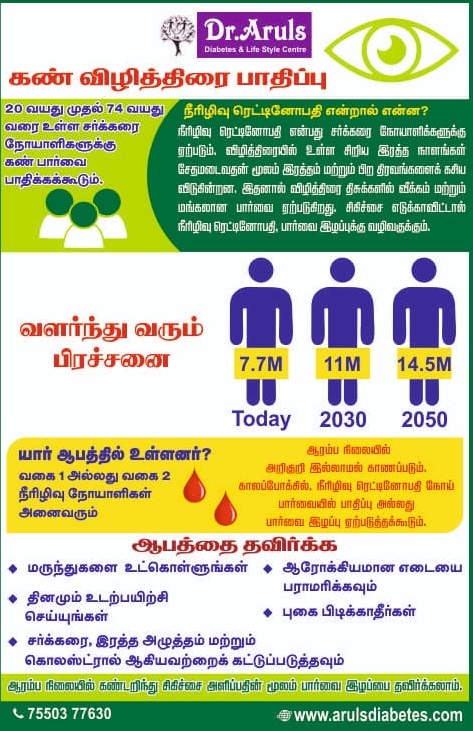 Dr.Aruls
Diabetes & Life Style Centre
கண் விழித்திரை பாதிப்பு
20 வயது முதல் 74 வயது
வரை உள்ள சர்க்கரை
நோயாளிகளுக்கு
கண் பார்வை
பாதிக்கக்கூடும்.
நீரிழிவு ரெட்டினோபதி என்றால் என்ன?
நீரிழிவு ரெட்டினோபதி என்பது சர்க்கரை நோயாளிகளுக்கு
ஏற்படும். விழித்திரையில் உள்ள சிறிய இரத்த நாளங்கள்
சேதமடைவதன் மூலம் இரத்தம் மற்றும் பிற திரவங்களைக் கசிய
விடுகின்றன. இதனால் விழித்திரை திசுக்களில் வீக்கம் மற்றும்
மங்கலான பார்வை ஏற்படுகிறது. சிகிச்சை எடுக்காவிட்டால்
நீரிழிவு ரெட்டினோபதி, பார்வை இழப்புக்கு வழிவகுக்கும்.
வளர்ந்து வரும்
பிரச்சனை
7.7M 11M 14.5M
Today 2030 2050
யார் ஆபத்தில் உள்ளனர்?
வகை 1 அல்லது வகை 2
நீரிழிவு நோயாளிகள்
அனைவரும்
ஆரம்ப நிலையில்
அறிகுறி இல்லாமல் காணப்படும்.
காலப்போக்கில், நீரிழிவு ரெட்டினோபதி நோய்
பார்வையில் பாதிப்பு அல்லது
பார்வை இழப்பு ஏற்படுத்தக்கூடும்.
ஆபத்தை தவிர்க்க
மருந்துகளை உட்கொள்ளுங்கள்
தினமும் உடற்பயிற்சி
செய்யுங்கள்
சர்க்கரை, இரத்த அழுத்தம் மற்றும்
கொலஸ்ட்ரால் ஆகியவற்றைக் கட்டுப்படுத்தவும்
ஆரோக்கியமான எடையை
பராமரிக்கவும்
புகை பிடிக்காதீர்கள்
ஆரம்ப நிலையில் கண்டறிந்து சிகிச்சை அளிப்பதின் மூலம் பார்வை இழப்பை தவிர்க்கலாம்.
75503 77630
www.arulsdiabetes.com